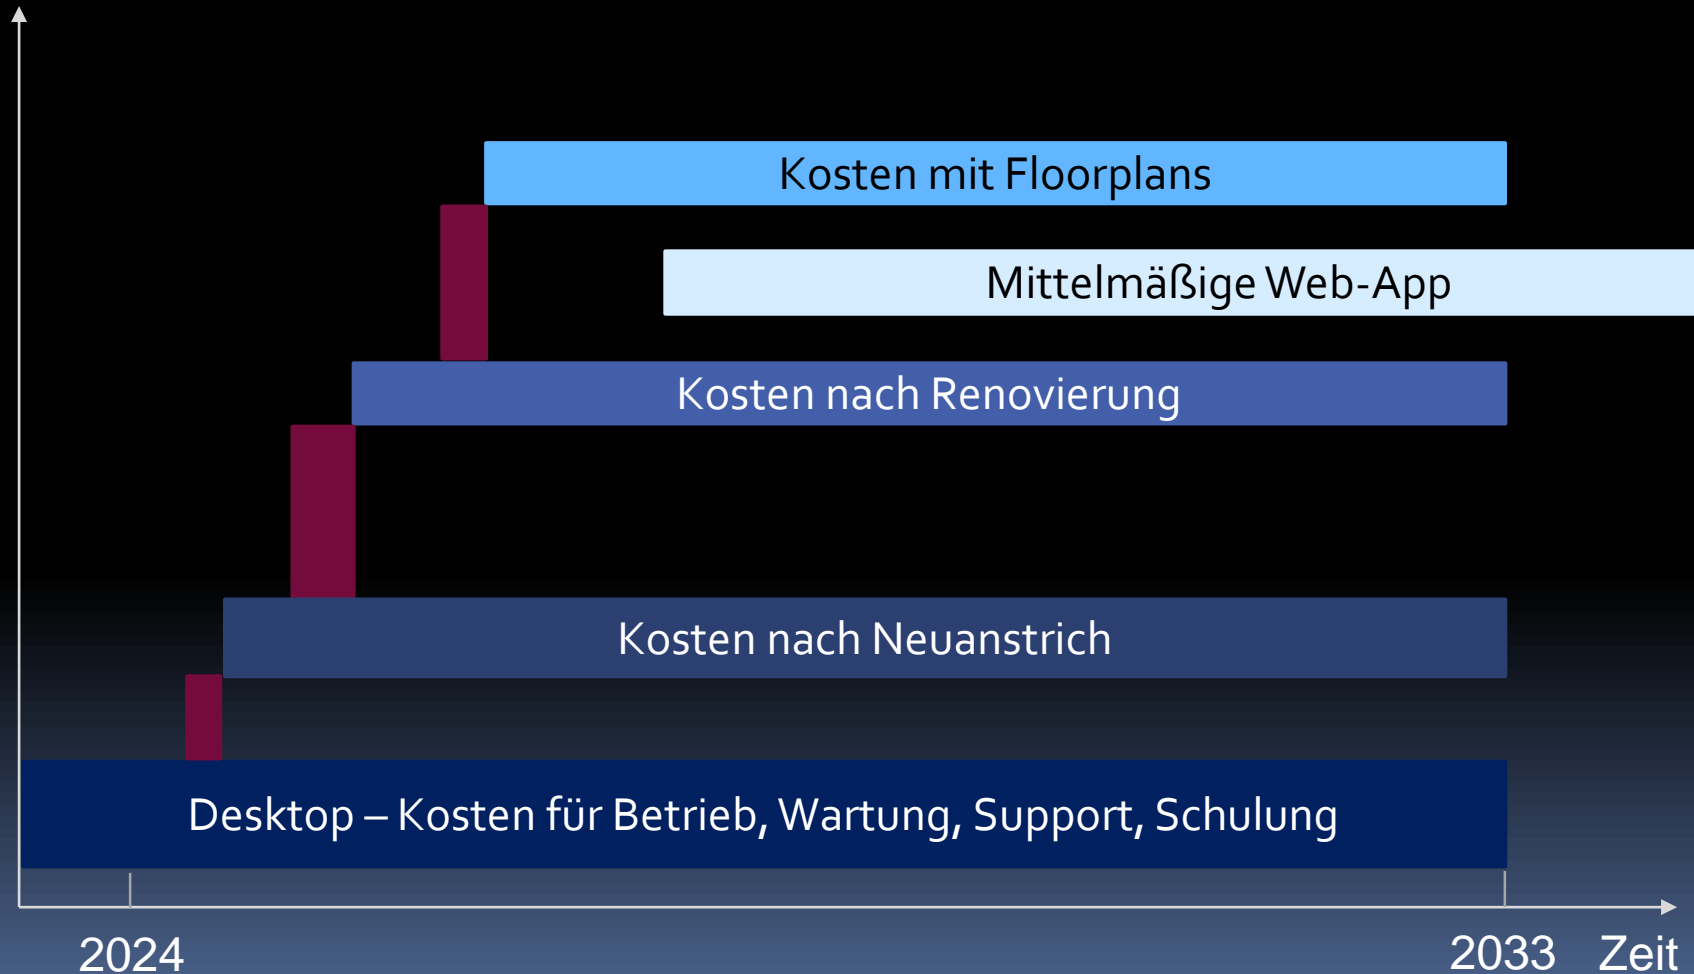 Kosten mit Floorplans
Mittelmäßige Web-App
Kosten nach Renovierung
Kosten nach Neuanstrich
Desktop – Kosten für Betrieb, Wartung, Support, Schulung
2024
2033
Zeit